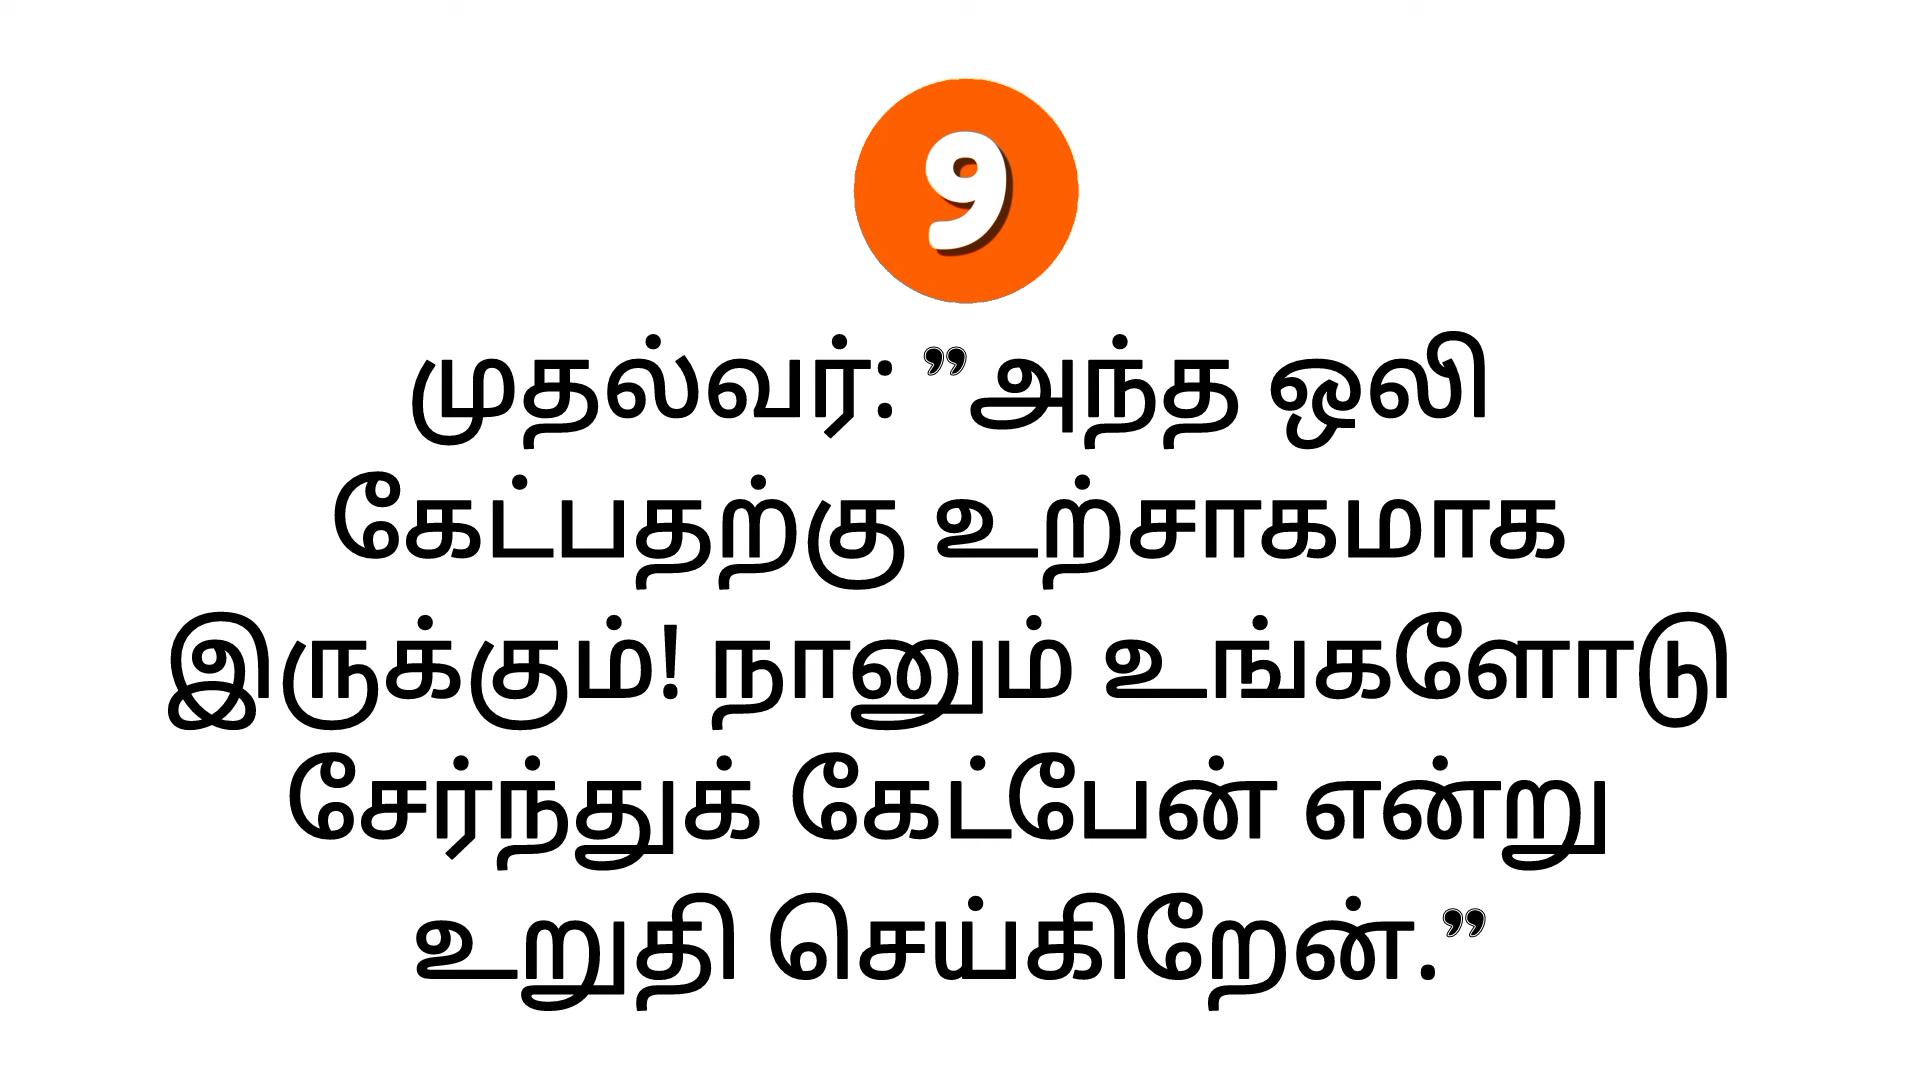 9
முதல்வர்: ”அந்த ஒலி
கேட்பதற்கு உற்சாகமாக
இருக்கும்! நானும் உங்களோடு
சேர்ந்துக் கேட்பேன் என்று
உறுதி செய்கிறேன்.”